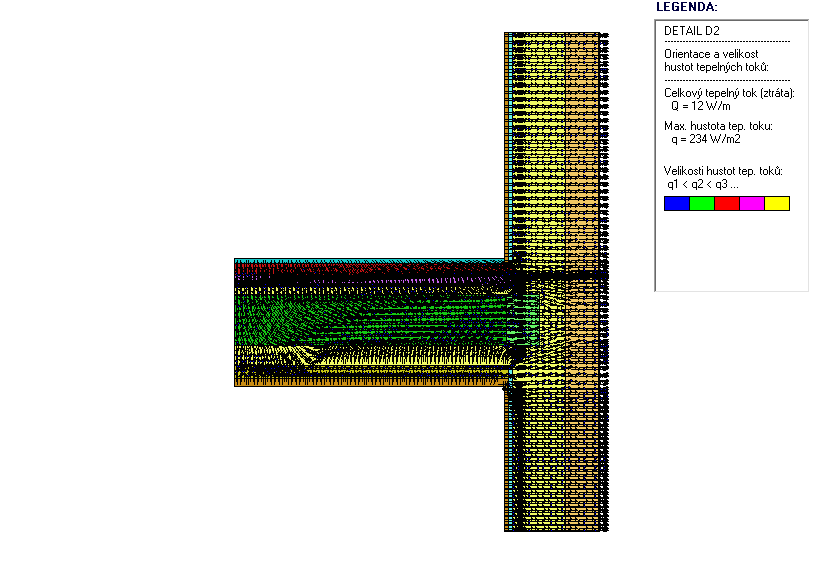 LEGENDA:
DETAIL D2
Orientace a velikost
hustot tepelných toků:
Celkový tepelný tok (ztráta):
Q = 12 W/m
Max. hustota tep. toku:
q = 234 W/m2
Velikosti hustot tep. toků:
q1 < q2 < q3 ...